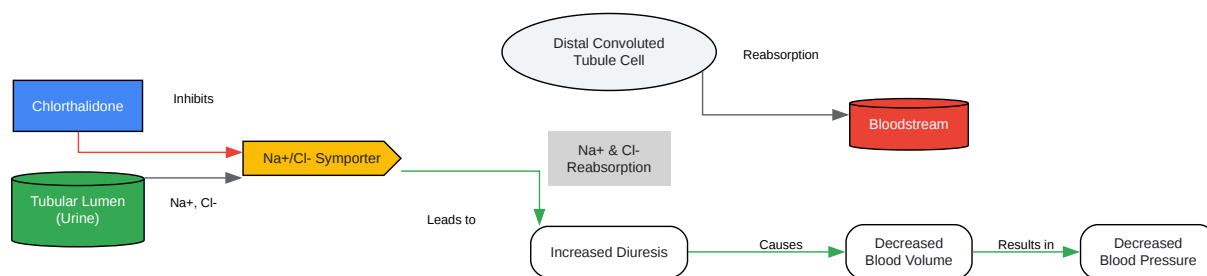 Distal Convoluted
Tubule Cell
Reabsorption
Chlorthalidone
Inhibits
Bloodstream
Na+/Cl- Symporter
Na+ & Cl-
Reabsorption
Tubular Lumen
(Urine)
Na+, Cl-
Leads to
Increased Diuresis
Causes
Decreased
Blood Volume
Results in
Decreased
Blood Pressure